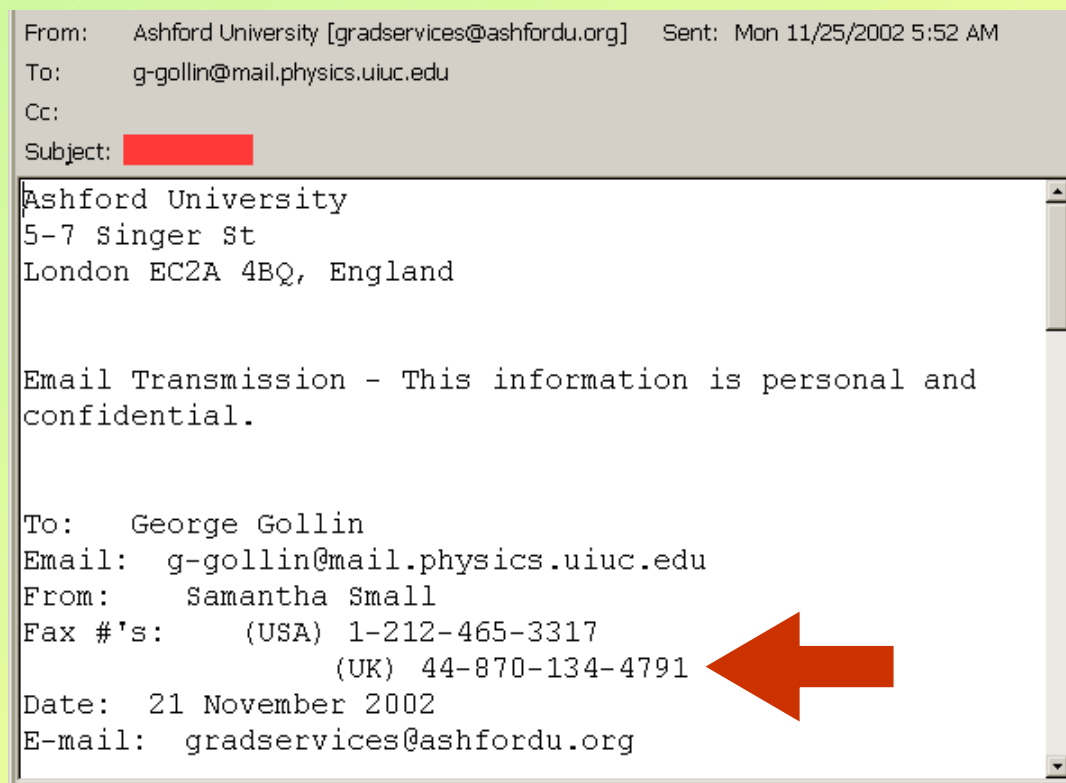 From: Ashford University [gradservices@ashfordu.org] Sent: Mon 11/25/2002 5:52 AM
To: g-gollin@mail.physics.uiuc.edu
Cc:
Subject:
Ashford University
5-7 Singer St
London EC2A 4BQ, England
Email Transmission - This information is personal and
confidential.
To: George Gollin
Email: g-gollin@mail.physics.uiuc.edu
From: Samantha Small
Fax #'s: (USA) 1-212-465-3317
(UK) 44-870-134-4791
Date: 21 November 2002
E-mail: gradservices@ashfordu.org